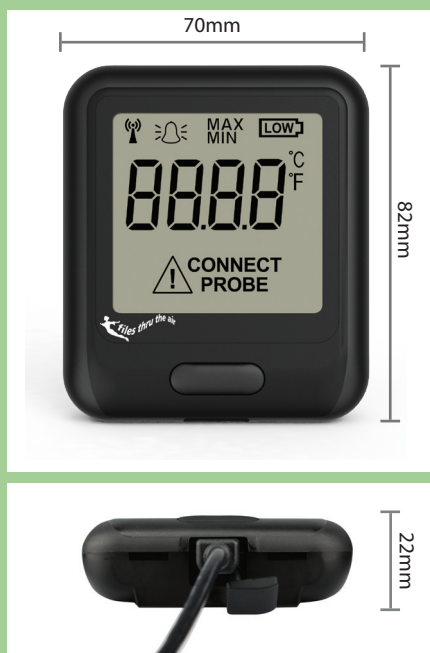 70mm
MAX
MIN
LOW
°C
°F
88.8.8
CONNECT
PROBE
files thru the air
82mm
22mm